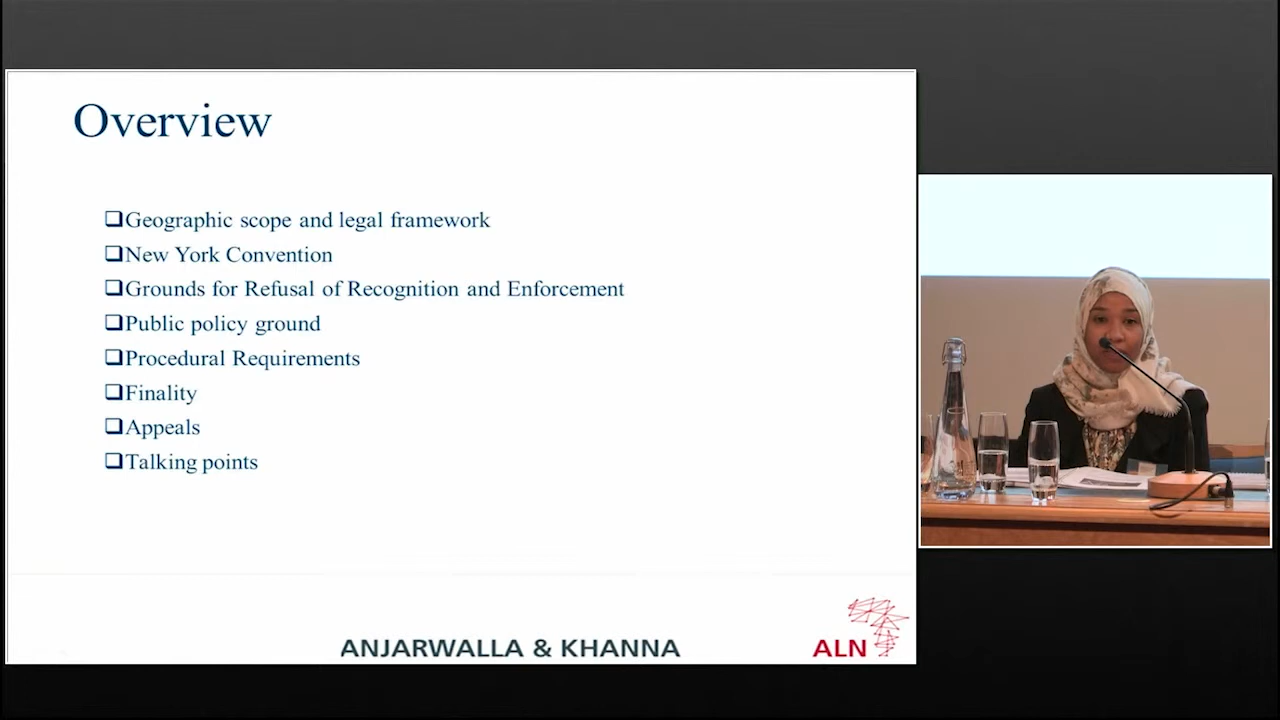 Overview
❑Geographic scope and legal framework
❑New York Convention
❑Grounds for Refusal of Recognition and Enforcement
❑Public policy ground
❑Procedural Requirements
❑Finality
❑Appeals
❑Talking points
ANJARWALLA & KHANNA
ALN